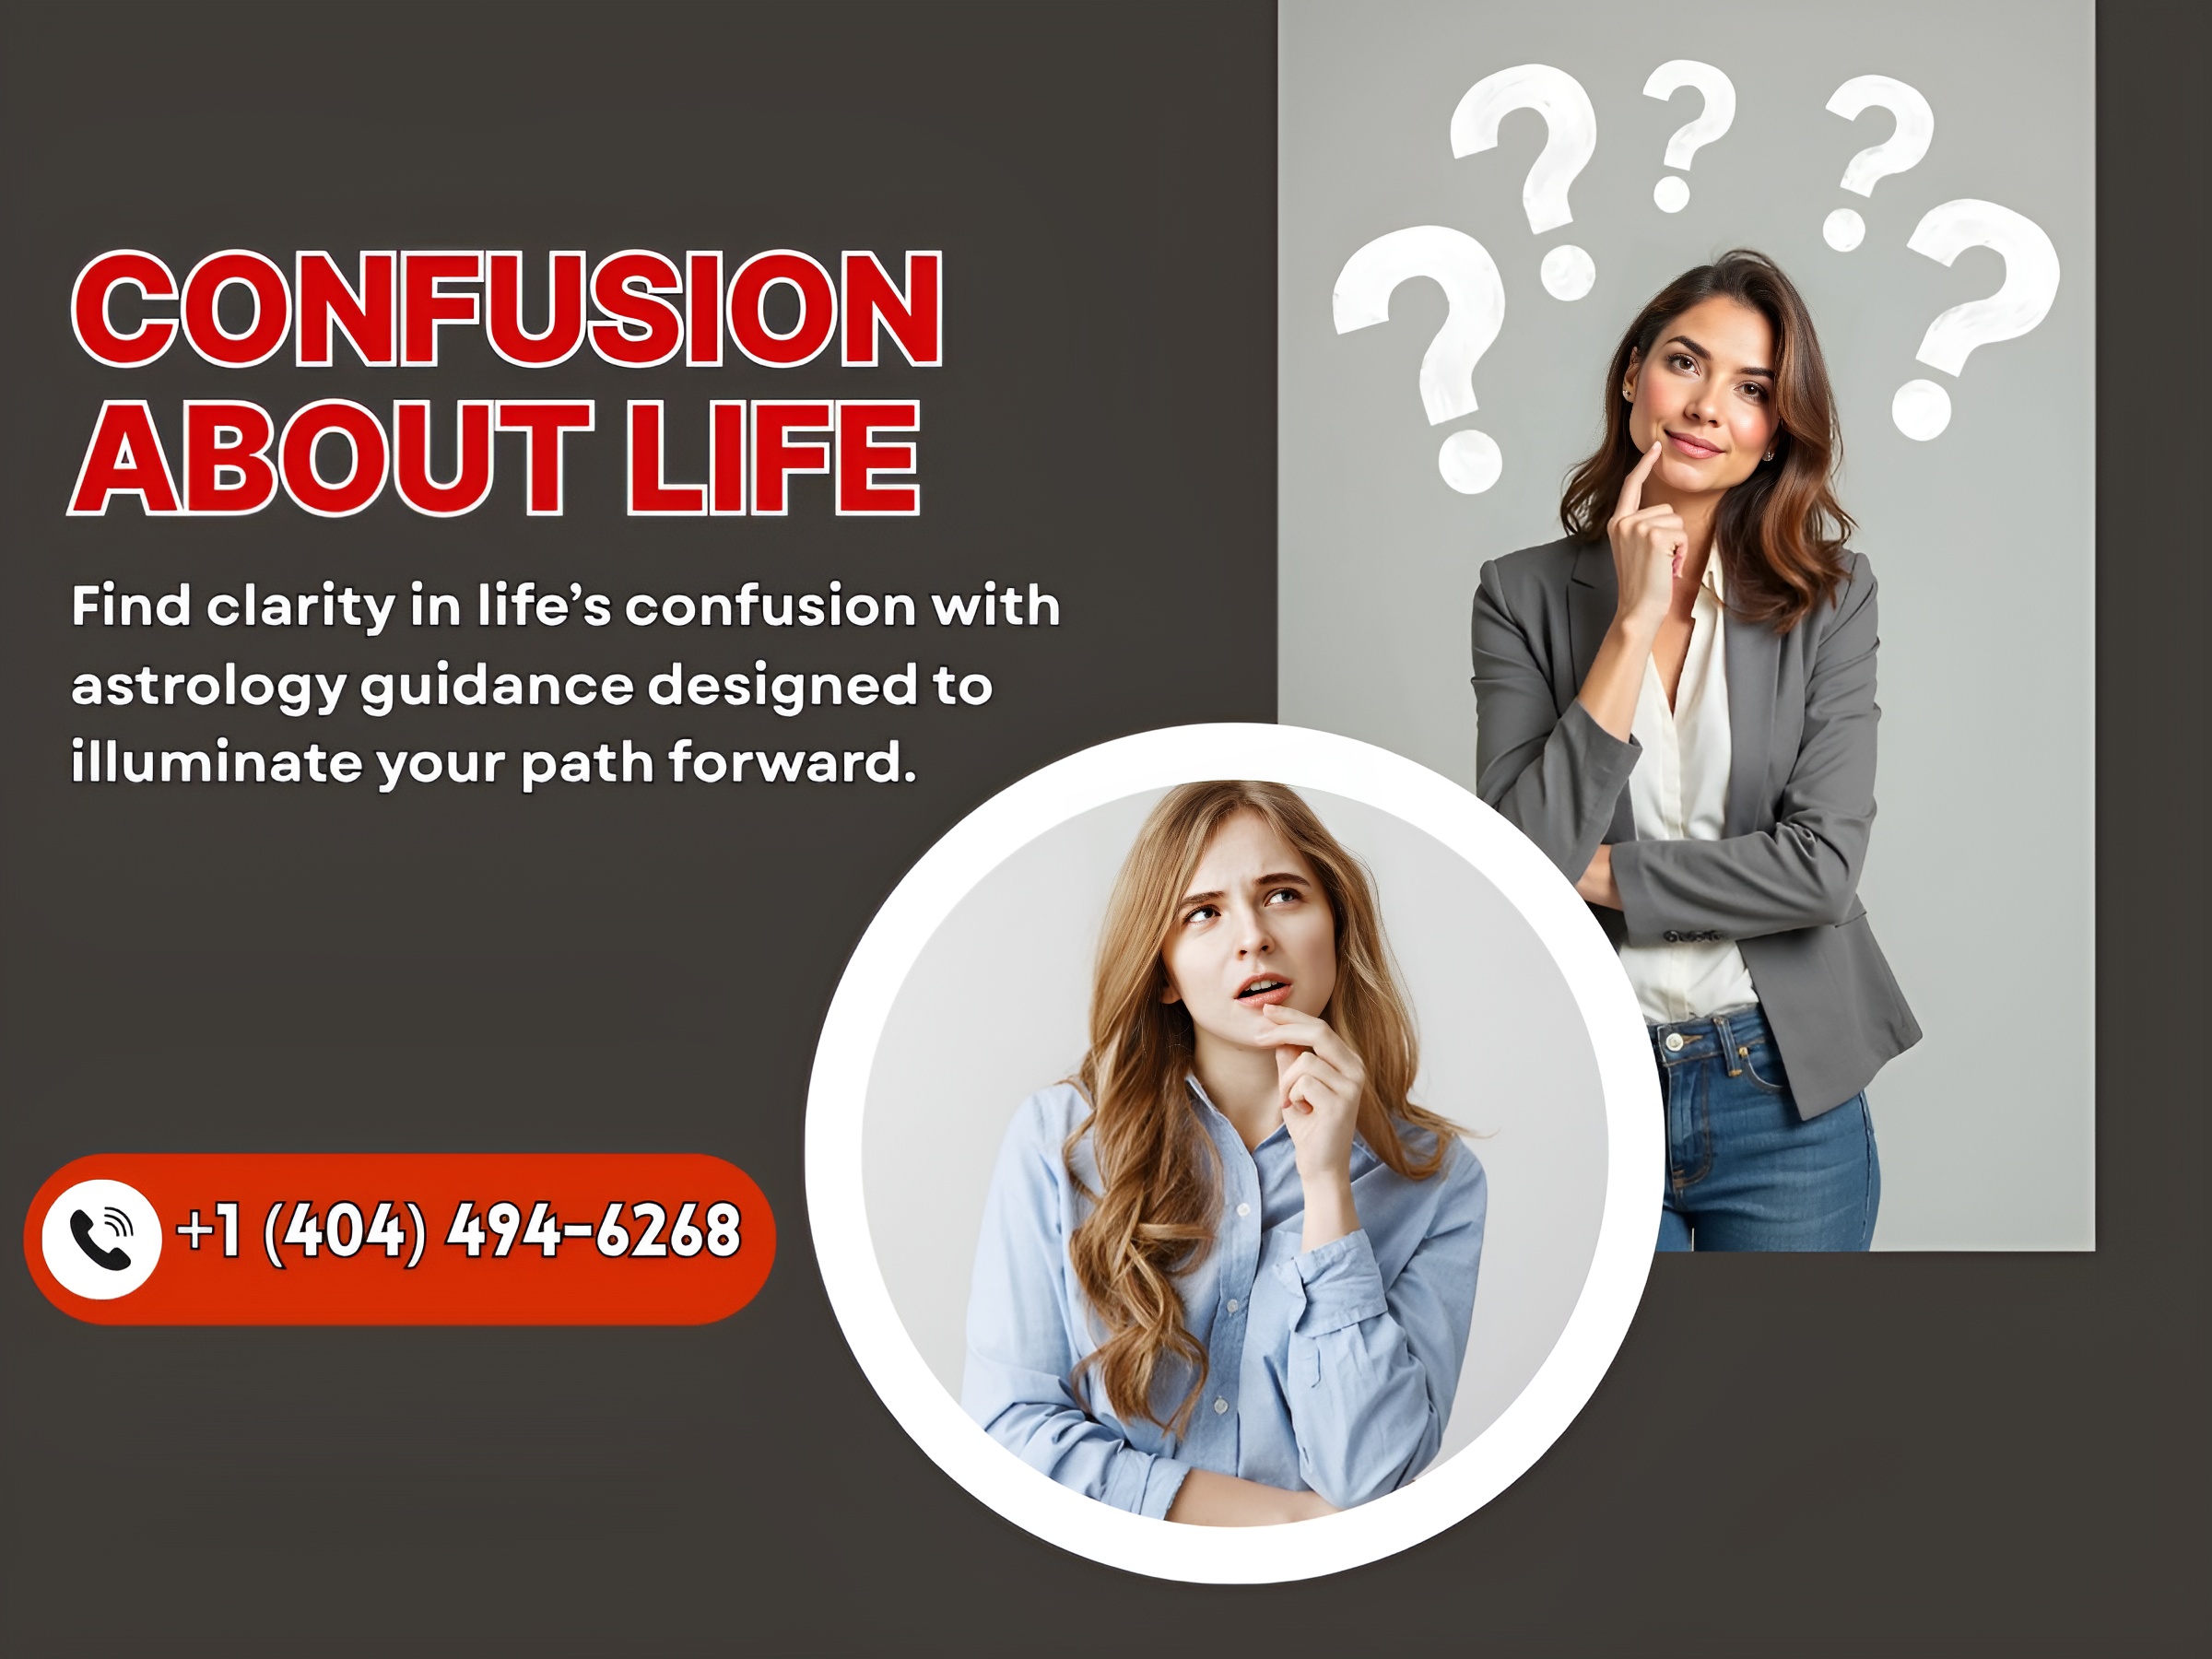 CONFUSION
ABOUT LIFE
Find clarity in life’s confusion with
astrology guidance designed to
illuminate your path forward.
+1 (404) 494-6268
? ? ? ? ?